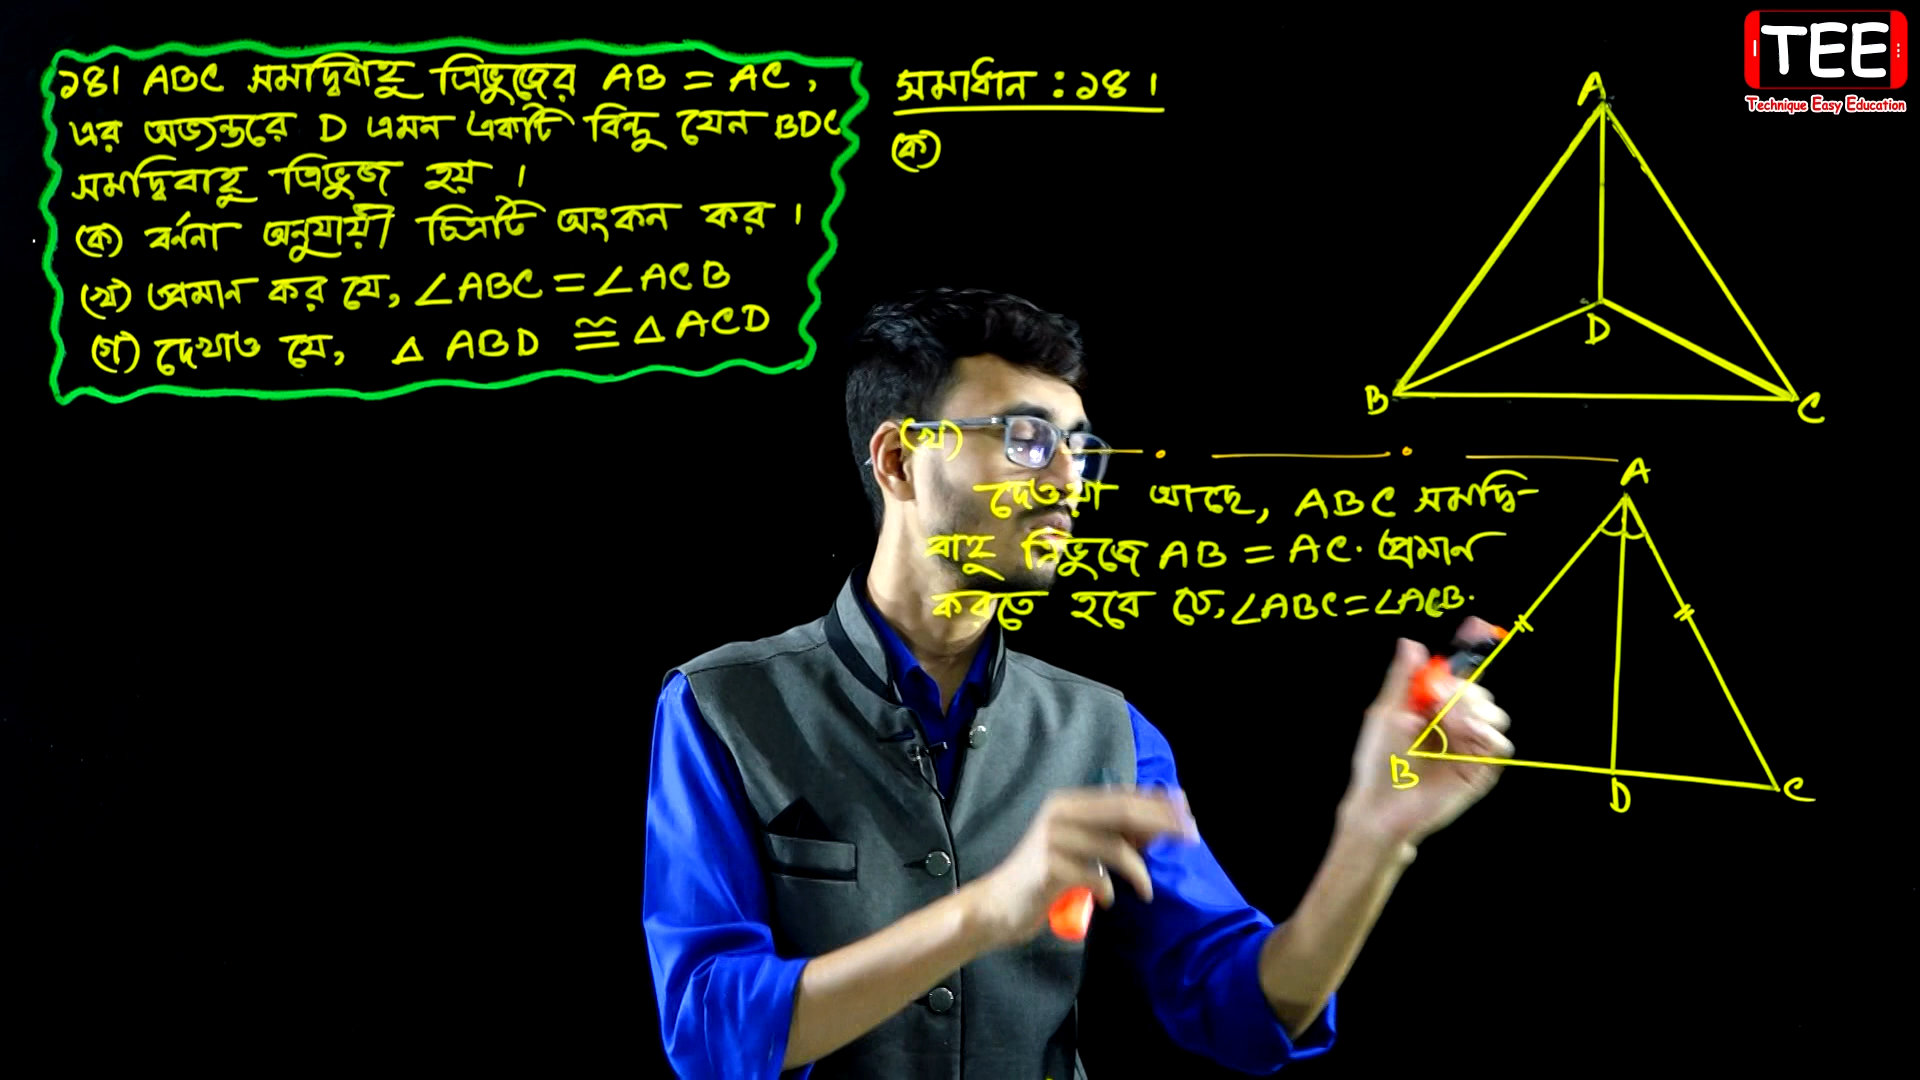 ১৪। ABC সমদ্বিবাহু ত্রিভুজের AB = AC,
এর অভ্যন্তরে D এমন একটি বিন্দু যেন BDC
সমদ্বিবাহু ত্রিভুজ হয়।
(ক) বর্ননা অনুযায়ী চিত্রটি অংকন কর।
(খ) প্রমান কর যে, ∠ABC = ∠ACB
(গ) দেখাও যে, △ ABD ≅ △ ACD
সমাধান : ১৪।
(ক)
A
D
B
C
(খ)
দেওয়া আছে, ABC সমদ্বি-
বাহু ত্রিভুজে AB = AC. প্রমান
করতে হবে যে, ∠ABC = ∠ACB.
A
B
D
C
TEE
Technique Easy Education